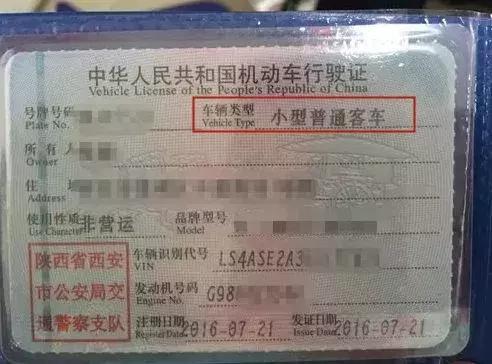 中华人民共和国机动车行驶证
Vehicle License of the People's Republic of China
号牌号码
Plate No.
车辆类型 小型普通客车
Vehicle Type
所有人
Owner
住
使用性质 非营运
Use Character
品牌型号
Model
陕西省西安
市公安局交
通警察支队
车辆识别代号 LS4ASE2A3
VIN
发动机号码 G98
Engine No.
注册日期 2016-07-21
Register Date
发证日期 2016-07-21
Issue Date